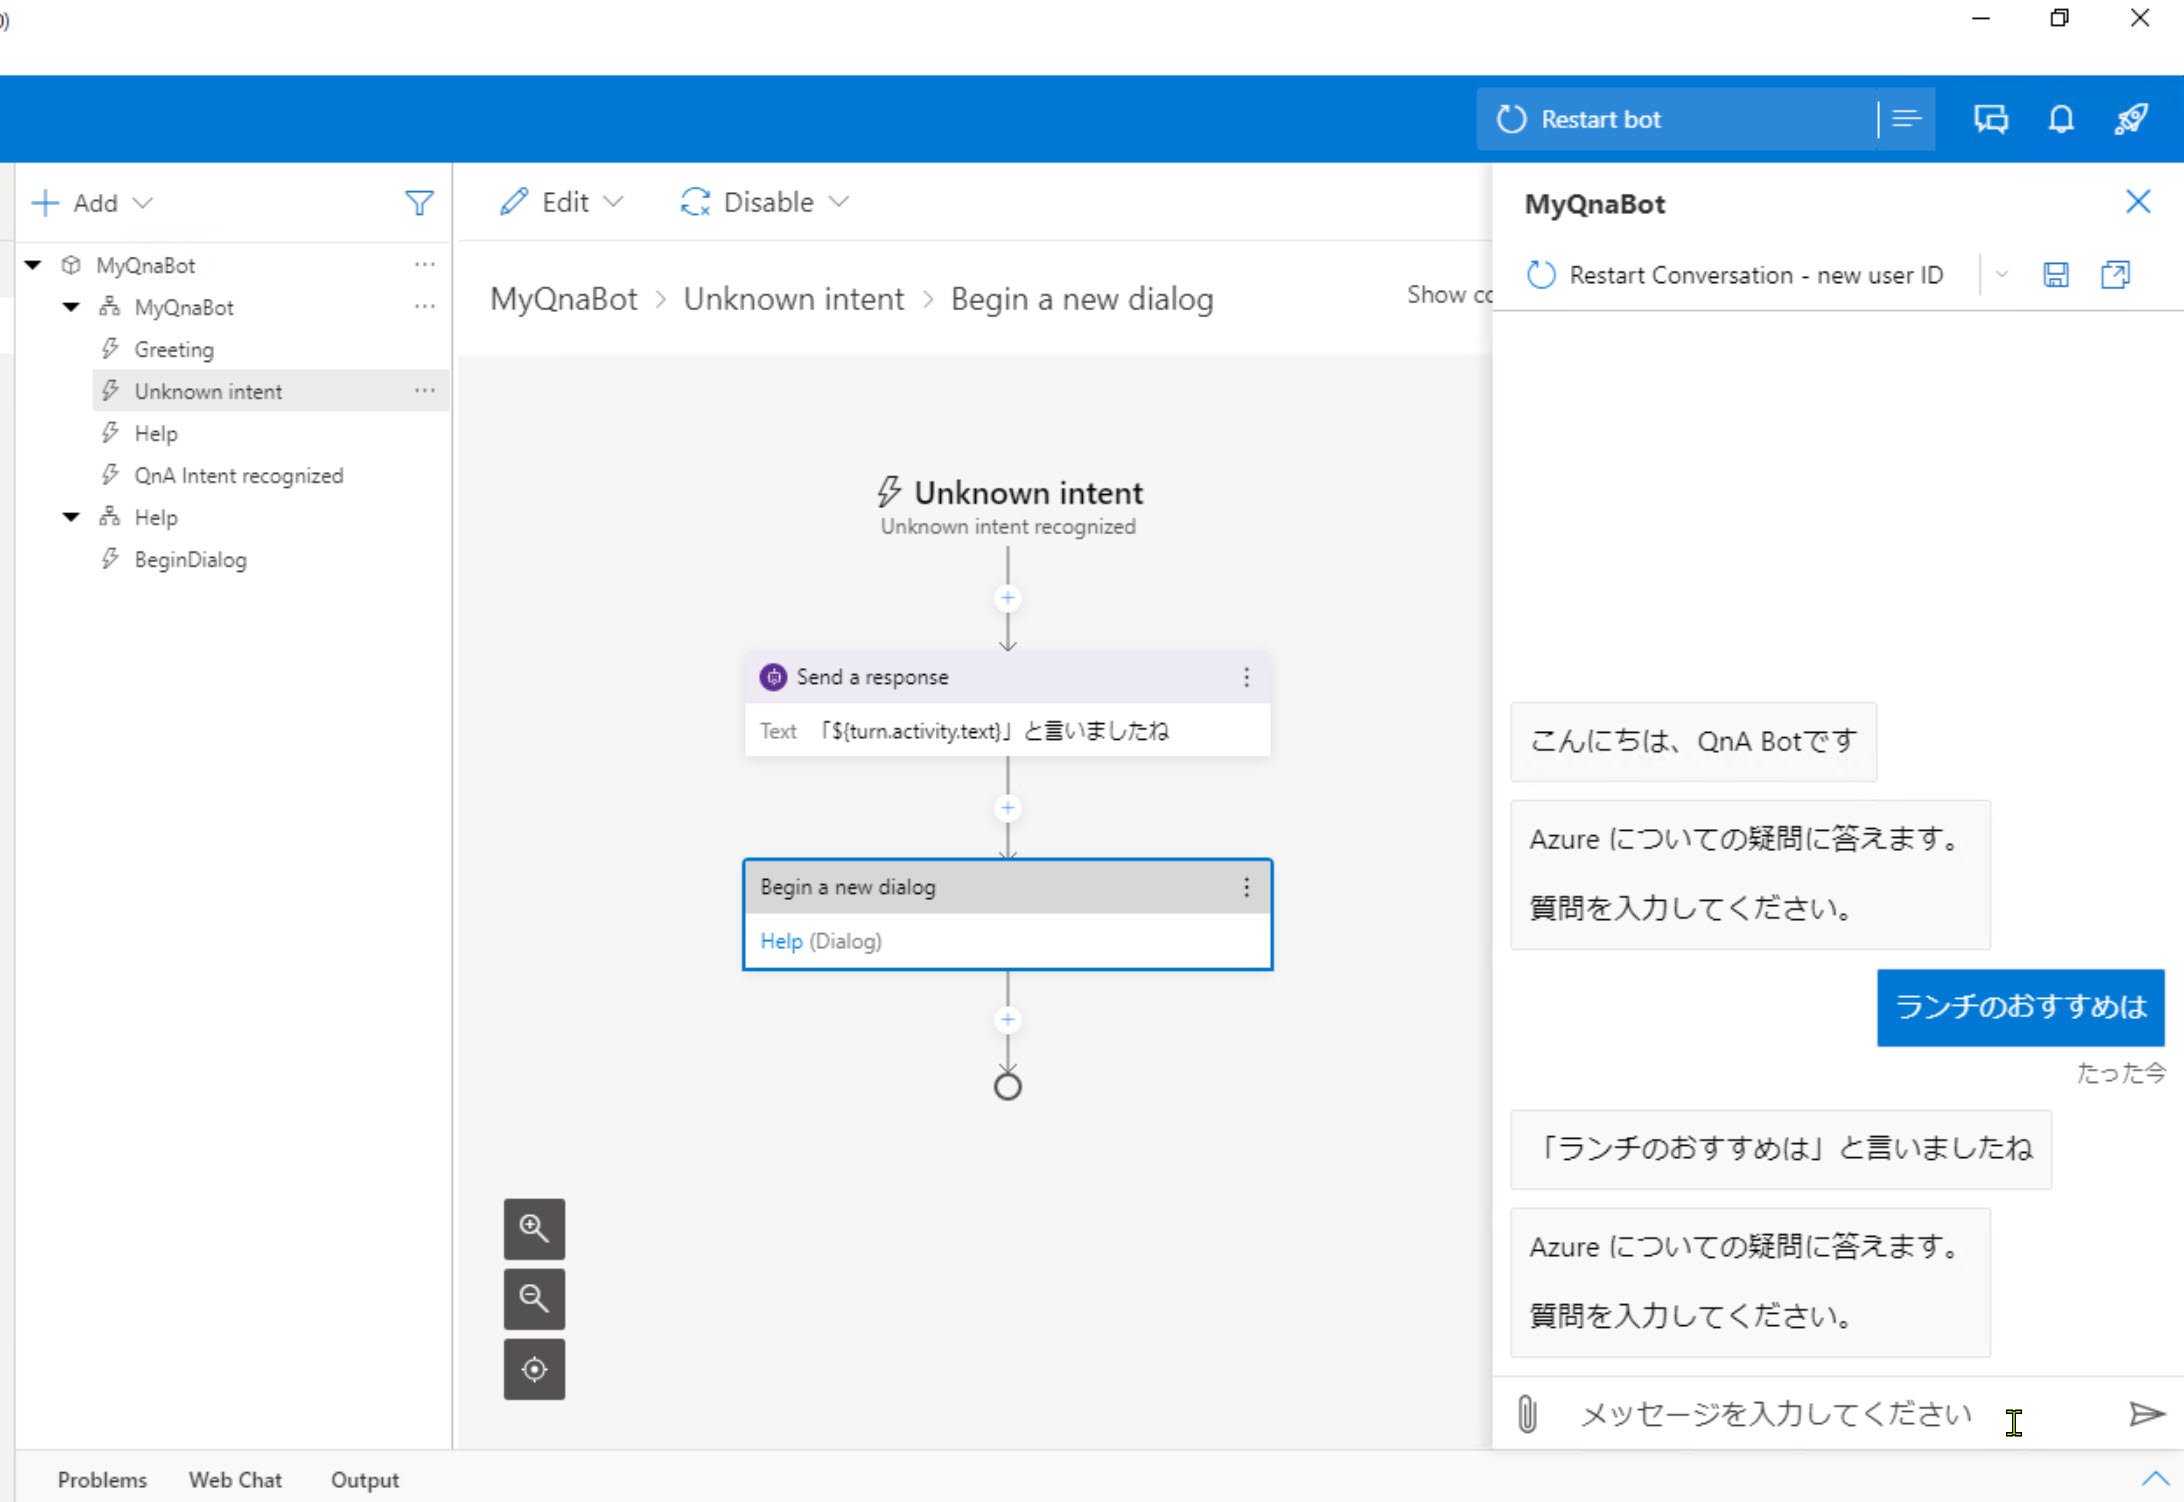 Restart bot
Add
MyQnaBot
MyQnaBot
Greeting
Unknown intent
Help
QnA Intent recognized
Help
BeginDialog
Edit
Disable
MyQnaBot > Unknown intent > Begin a new dialog
Show co
Unknown intent
Unknown intent recognized
Send a response
Text 「${turn.activity.text}」と言いましたね
Begin a new dialog
Help (Dialog)
MyQnaBot
Restart Conversation - new user ID
こんにちは、QnA Botです
Azure についての疑問に答えます。
質問を入力してください。
ランチのおすすめは
たった今
「ランチのおすすめは」と言いましたね
Azure についての疑問に答えます。
質問を入力してください。
メッセージを入力してください
Problems
Web Chat
Output